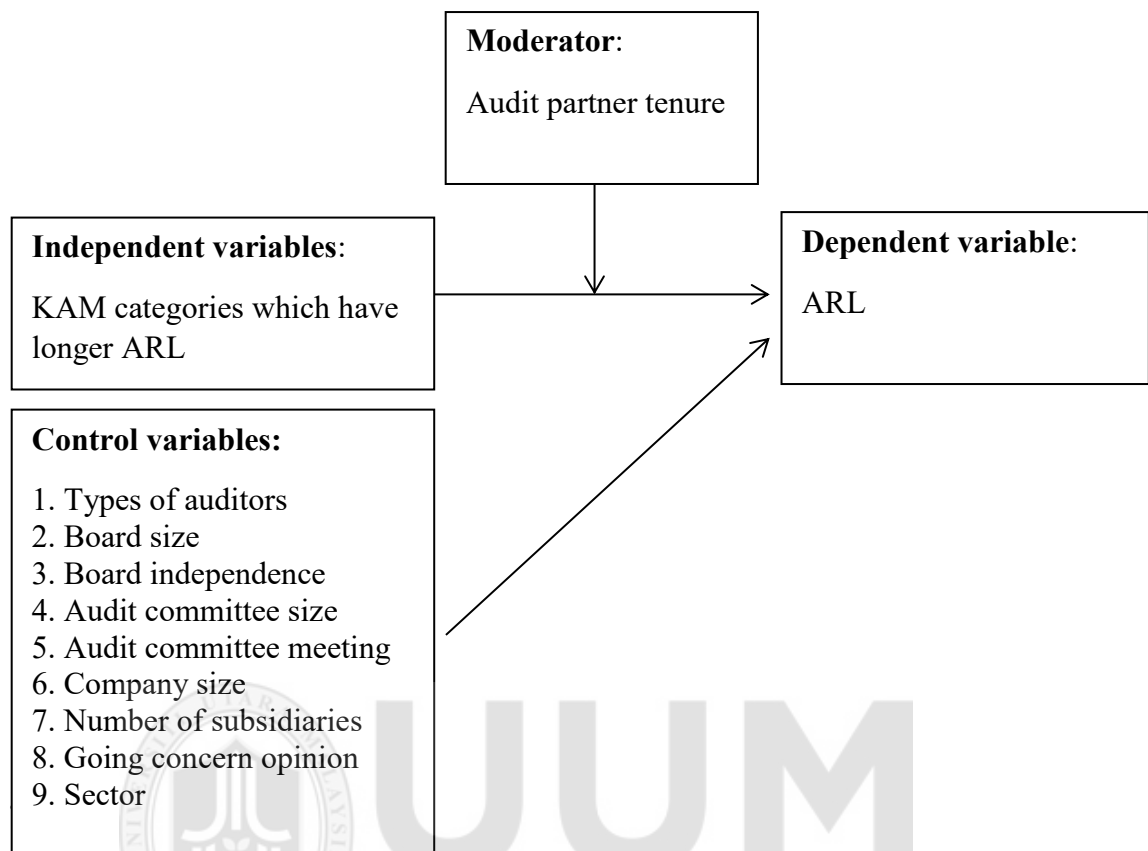 Moderator:
Audit partner tenure
Independent variables:
KAM categories which have
longer ARL
Dependent variable:
ARL
Control variables:
1. Types of auditors
2. Board size
3. Board independence
4. Audit committee size
5. Audit committee meeting
6. Company size
7. Number of subsidiaries
8. Going concern opinion
9. Sector
UUM